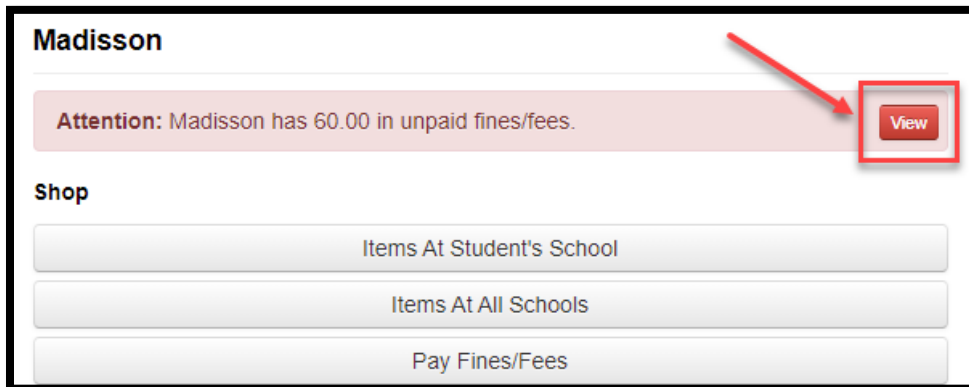 Madisson
Attention: Madisson has 60.00 in unpaid fines/fees.
View
Shop
Items At Student's School
Items At All Schools
Pay Fines/Fees